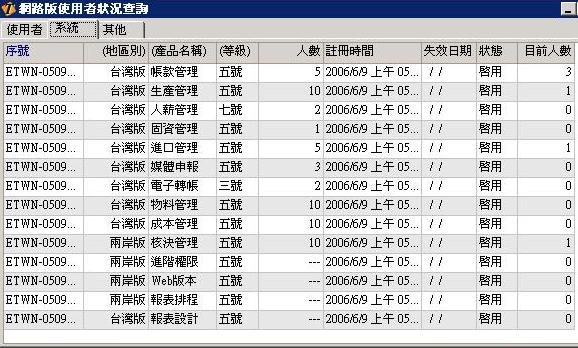 網路版使用者狀況查詢
使用者 系統 其他
序號 (地區別) (產品名稱) (等級) 人數 註冊時間 失效日期 狀態 目前人數
ETWN-0509... 台灣版 帳款管理 五號 5 2006/6/9 上午 05... / / 啓用 3
ETWN-0509... 台灣版 生產管理 五號 10 2006/6/9 上午 05... / / 啓用 1
ETWN-0509... 台灣版 人薪管理 七號 2 2006/6/9 上午 05... / / 啓用 0
ETWN-0509... 台灣版 固資管理 五號 1 2006/6/9 上午 05... / / 啓用 0
ETWN-0509... 台灣版 進口管理 五號 5 2006/6/9 上午 05... / / 啓用 1
ETWN-0509... 台灣版 媒體申報 五號 3 2006/6/9 上午 05... / / 啓用 0
ETWN-0509... 台灣版 電子轉帳 三號 2 2006/6/9 上午 05... / / 啓用 0
ETWN-0509... 台灣版 物料管理 五號 10 2006/6/9 上午 05... / / 啓用 0
ETWN-0509... 台灣版 成本管理 五號 10 2006/6/9 上午 05... / / 啓用 0
ETWN-0509... 兩岸版 核決管理 五號 10 2006/6/9 上午 05... / / 啓用 1
ETWN-0509... 兩岸版 進階權限 五號 --- 2006/6/9 上午 05... / / 啓用 0
ETWN-0509... 兩岸版 Web版本 五號 --- 2006/6/9 上午 05... / / 啓用 0
ETWN-0509... 兩岸版 報表排程 五號 --- 2006/6/9 上午 05... / / 啓用 0
ETWN-0509... 台灣版 報表設計 五號 --- 2006/6/9 上午 05... / / 啓用 0